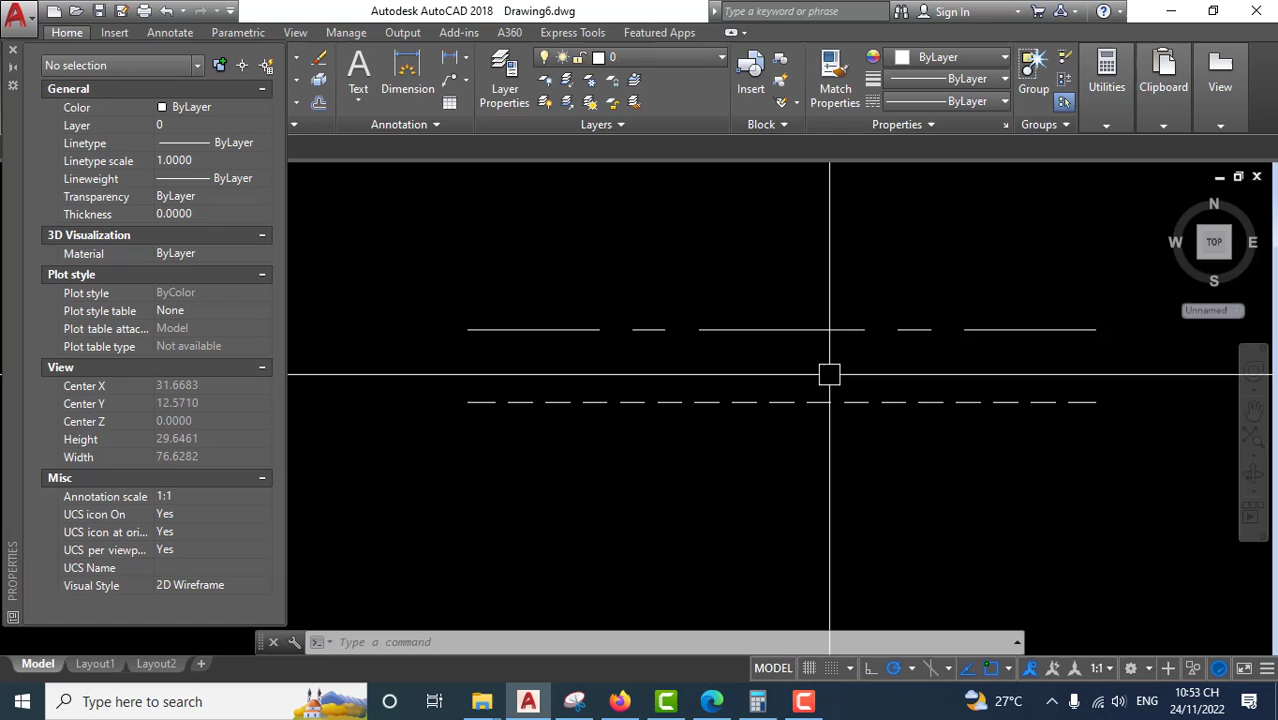 Autodesk AutoCAD 2018 Drawing6.dwg
Type a keyword or phrase
Sign In
Home Insert Annotate Parametric View Manage Output Add-ins A360 Express Tools Featured Apps
No selection
General
Color ByLayer
Layer 0
Linetype ByLayer
Linetype scale 1.0000
Lineweight ByLayer
Transparency ByLayer
Thickness 0.0000
3D Visualization
Material ByLayer
Plot style
Plot style ByColor
Plot style table None
Plot table attac... Model
Plot table type Not available
View
Center X 31.6683
Center Y 12.5710
Center Z 0.0000
Height 29.6461
Width 76.6282
Misc
Annotation scale 1:1
UCS icon On Yes
UCS icon at ori... Yes
UCS per viewp... Yes
UCS Name
Visual Style 2D Wireframe
PROPERTIES
Text
Dimension
Annotation
Layer Properties
0
Layers
Insert
Block
Match Properties
ByLayer
ByLayer
ByLayer
Properties
Group
Groups
Utilities
Clipboard
View
N
W TOP E
S
Unnamed
Type a command
Model Layout1 Layout2 +
MODEL
1:1
Type here to search
27°C
ENG
10:53 CH
24/11/2022